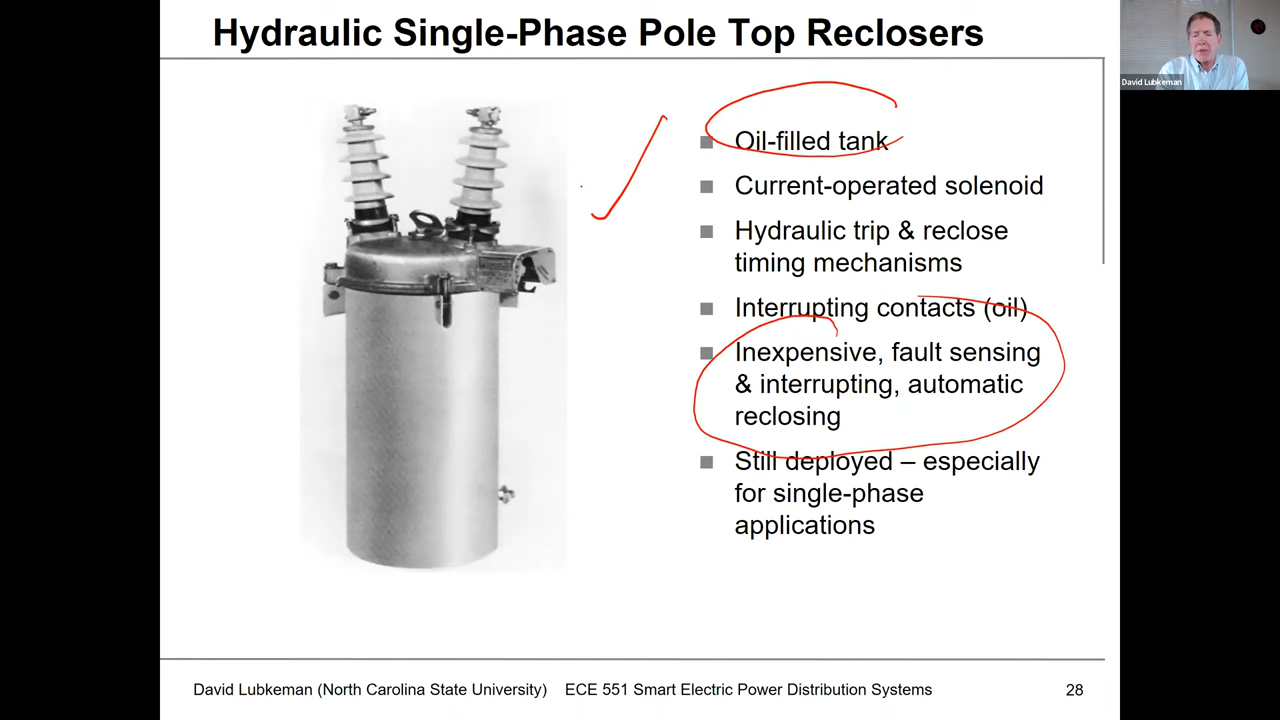 Hydraulic Single-Phase Pole Top Reclosers
David Lubkeman
Oil-filled tank
Current-operated solenoid
Hydraulic trip & reclose
timing mechanisms
Interrupting contacts (oil)
Inexpensive, fault sensing
& interrupting, automatic
reclosing
Still deployed – especially
for single-phase
applications
David Lubkeman (North Carolina State University) ECE 551 Smart Electric Power Distribution Systems 28